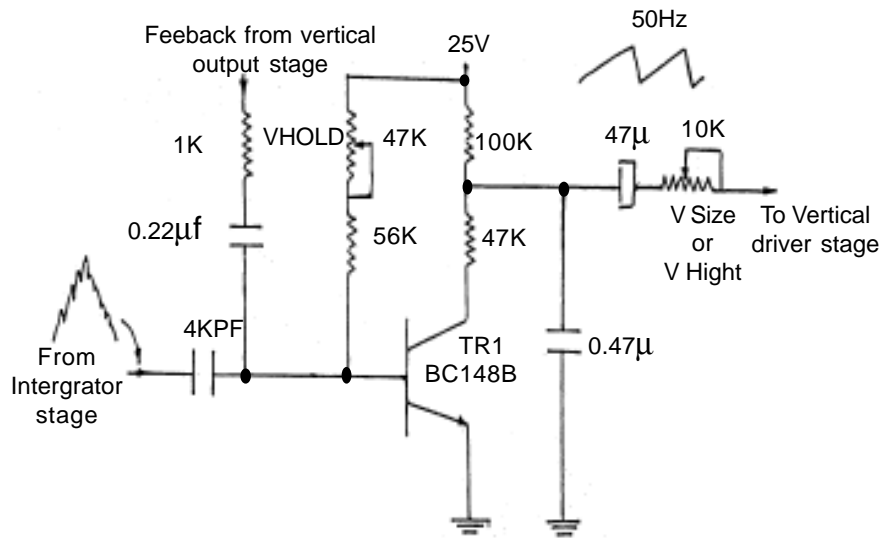 50Hz
Feeback from vertical
output stage
25V
1K
VHOLD
47K
100K
47µ
10K
0.22µf
56K
47K
V Size
or
V Hight
To Vertical
driver stage
4KPF
From
Intergrator
stage
TR1
BC148B
0.47µ